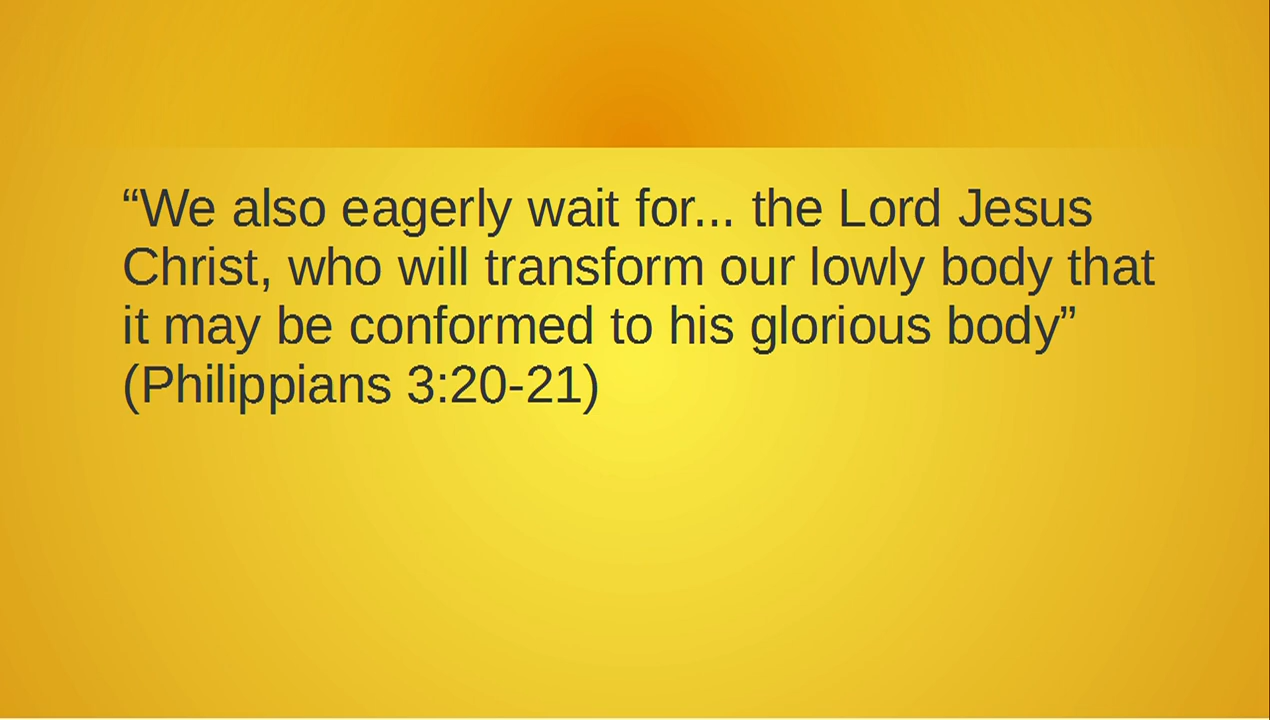 “We also eagerly wait for... the Lord Jesus
Christ, who will transform our lowly body that
it may be conformed to his glorious body”
(Philippians 3:20-21)